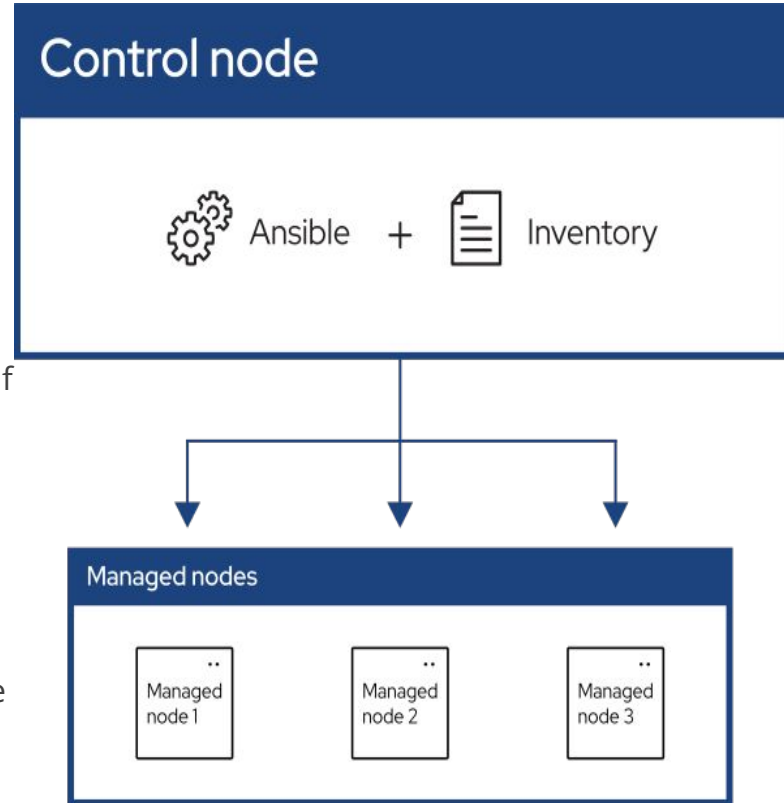 Control node
Ansible + Inventory
f
Managed nodes
e
Managed Managed Managed
node 1 node 2 node 3